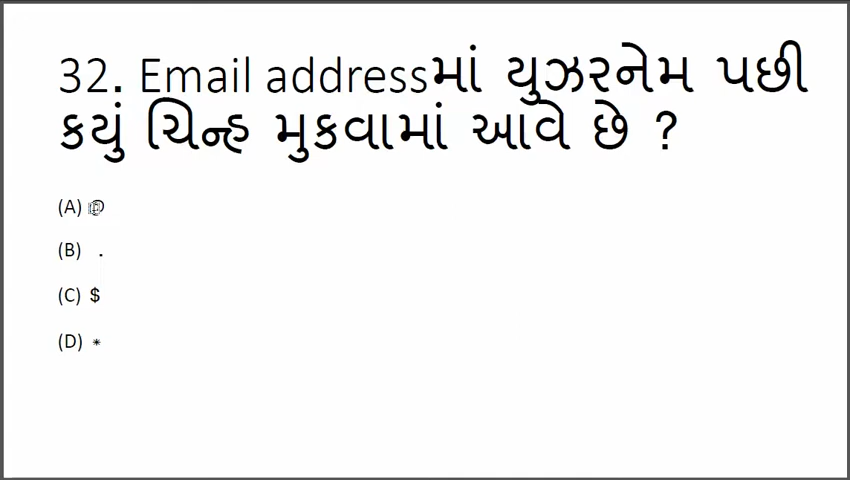 32. Email addressમાં યુઝરનેમ પછી
કયું ચિન્હ મુકવામાં આવે છે ?
(A) @
(B) .
(C) $
(D) *